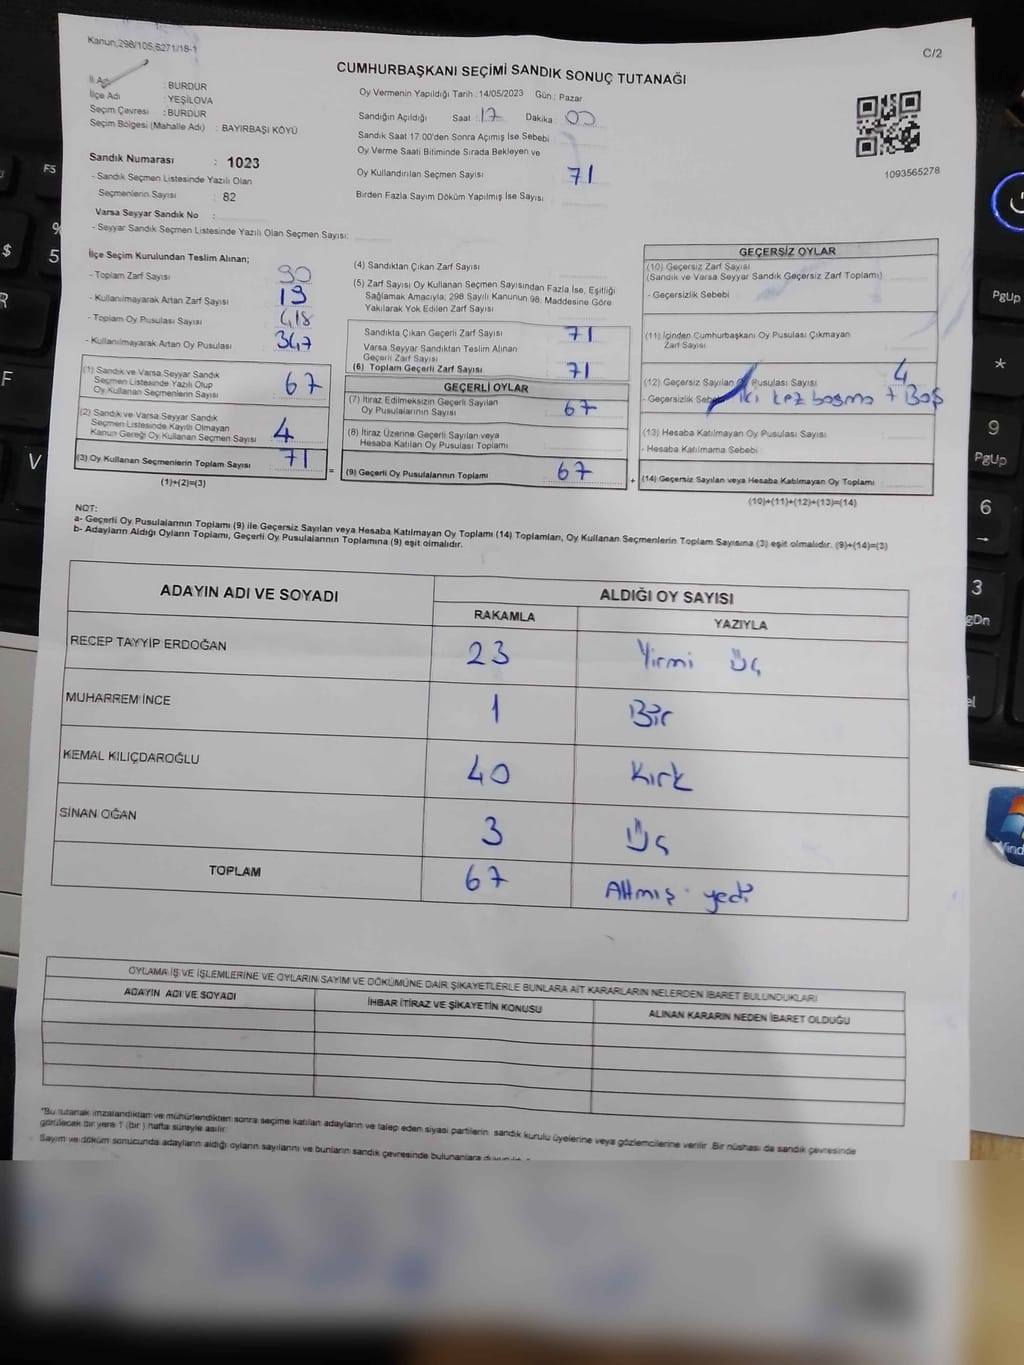 Kanun,298/105,6271/18-1
C/2
CUMHURBAŞKANI SEÇİMİ SANDIK SONUÇ TUTANAĞI
İl Adı : BURDUR
İlçe Adı : YEŞİLOVA
Seçim Çevresi : BURDUR
Seçim Bölgesi (Mahalle Adı) : BAYIRBAŞI KÖYÜ
Sandık Numarası : 1023
- Sandık Seçmen Listesinde Yazılı Olan
Seçmenlerin Sayısı : 82
Varsa Seyyar Sandık No :
- Seyyar Sandık Seçmen Listesinde Yazılı Olan Seçmen Sayısı:
Oy Vermenin Yapıldığı Tarih : 14/05/2023 Gün : Pazar
Sandığın Açıldığı Saat : 17 Dakika : 00
Sandık Saat 17:00'den Sonra Açımış İse Sebebi
Oy Verme Saati Bitiminde Sırada Bekleyen ve
Oy Kullandırılan Seçmen Sayısı 71
Birden Fazla Sayım Döküm Yapılmış İse Sayısı
1093565278
İlçe Seçim Kurulundan Teslim Alınan;
- Toplam Zarf Sayısı 90
- Kullanılmayarak Artan Zarf Sayısı 19
- Toplam Oy Pusulası Sayısı 418
- Kullanılmayarak Artan Oy Pusulası 347
(1) Sandık ve Varsa Seyyar Sandık
Seçmen Listesinde Yazılı Olup
Oy Kullanan Seçmenlerin Sayısı 67
(2) Sandık ve Varsa Seyyar Sandık
Seçmen Listesinde Kayıtlı Olmayan
Kanun Gereği Oy Kullanan Seçmen Sayısı 4
(3) Oy Kullanan Seçmenlerin Toplam Sayısı 71
(1)+(2)=(3)
(4) Sandıktan Çıkan Zarf Sayısı
(5) Zarf Sayısı Oy Kullanan Seçmen Sayısından Fazla İse, Eşitliği
Sağlamak Amacıyla; 298 Sayılı Kanunun 98. Maddesine Göre
Yakılarak Yok Edilen Zarf Sayısı
Sandıkta Çıkan Geçerli Zarf Sayısı 71
Varsa Seyyar Sandıktan Teslim Alınan
Geçerli Zarf Sayısı
(6) Toplam Geçerli Zarf Sayısı 71
GEÇERLİ OYLAR
(7) İtiraz Edilmeksizin Geçerli Sayılan
Oy Pusulalarının Sayısı 67
(8) İtiraz Üzerine Geçerli Sayılan veya
Hesaba Katılan Oy Pusulası Toplamı
= (9) Geçerli Oy Pusulalarının Toplamı 67 +
GEÇERSİZ OYLAR
(10) Geçersiz Zarf Sayısı
(Sandık ve Varsa Seyyar Sandık Geçersiz Zarf Toplamı)
- Geçersizlik Sebebi
(11) İçinden Cumhurbaşkanı Oy Pusulası Çıkmayan
Zarf Sayısı
(12) Geçersiz Sayılan Pusulası Sayısı 4
- Geçersizlik iki kez basma + Boş
(13) Hesaba Katılmayan Oy Pusulası Sayısı
- Hesaba Katılmama Sebebi
(14) Geçersiz Sayılan veya Hesaba Katılmayan Oy Toplamı
(10)+(11)+(12)+(13)=(14)
NOT:
a- Geçerli Oy Pusulalarının Toplamı (9) ile Geçersiz Sayılan veya Hesaba Katılmayan Oy Toplamı (14) Toplamları, Oy Kullanan Seçmenlerin Toplam Sayısına (3) eşit olmalıdır. (9)+(14)=(3)
b- Adayların Aldığı Oyların Toplamı, Geçerli Oy Pusulalarının Toplamına (9) eşit olmalıdır.
ADAYIN ADI VE SOYADI
ALDIĞI OY SAYISI
RAKAMLA YAZIYLA
RECEP TAYYİP ERDOĞAN 23 Yirmi Üç
MUHARREM İNCE 1 Bir
KEMAL KILIÇDAROĞLU 40 Kırk
SİNAN OĞAN 3 Üç
TOPLAM 67 Altmış yedi
OYLAMA İŞ VE İŞLEMLERİNE VE OYLARIN SAYIM VE DÖKÜMÜNE DAİR ŞİKAYETLERLE BUNLARA AİT KARARLARIN NELERDEN İBARET BULUNDUKLARI
ADAYIN ADI VE SOYADI
İHBAR İTİRAZ VE ŞİKAYETİN KONUSU
ALINAN KARARIN NEDEN İBARET OLDUĞU
*Bu tutanak imzalandıktan ve mühürlendikten sonra seçime katılan adayların ve talep eden siyasi partilerin sandık kurulu üyelerine veya gözlemcilerine verilir .Bir nüshası da sandık çevresinde
görülecek bir yere 1 (bir ) hafta süreyle asılır.
Sayım ve döküm sonucunda adayların aldığı oyların sayılarını ve bunların sandık çevresinde bulunanlara
F5
%
5
$
R
F
V
PgUp
*
9
PgUp
6
→
3
gDn